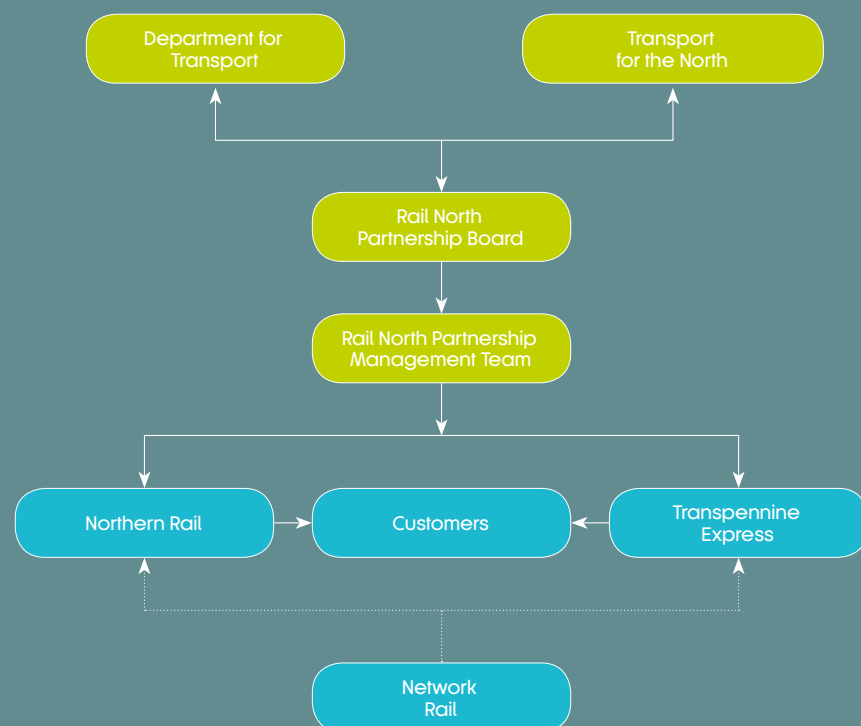 Department for
Transport
Transport
for the North
Rail North
Partnership Board
Rail North Partnership
Management Team
Northern Rail
Customers
Transpennine
Express
Network
Rail